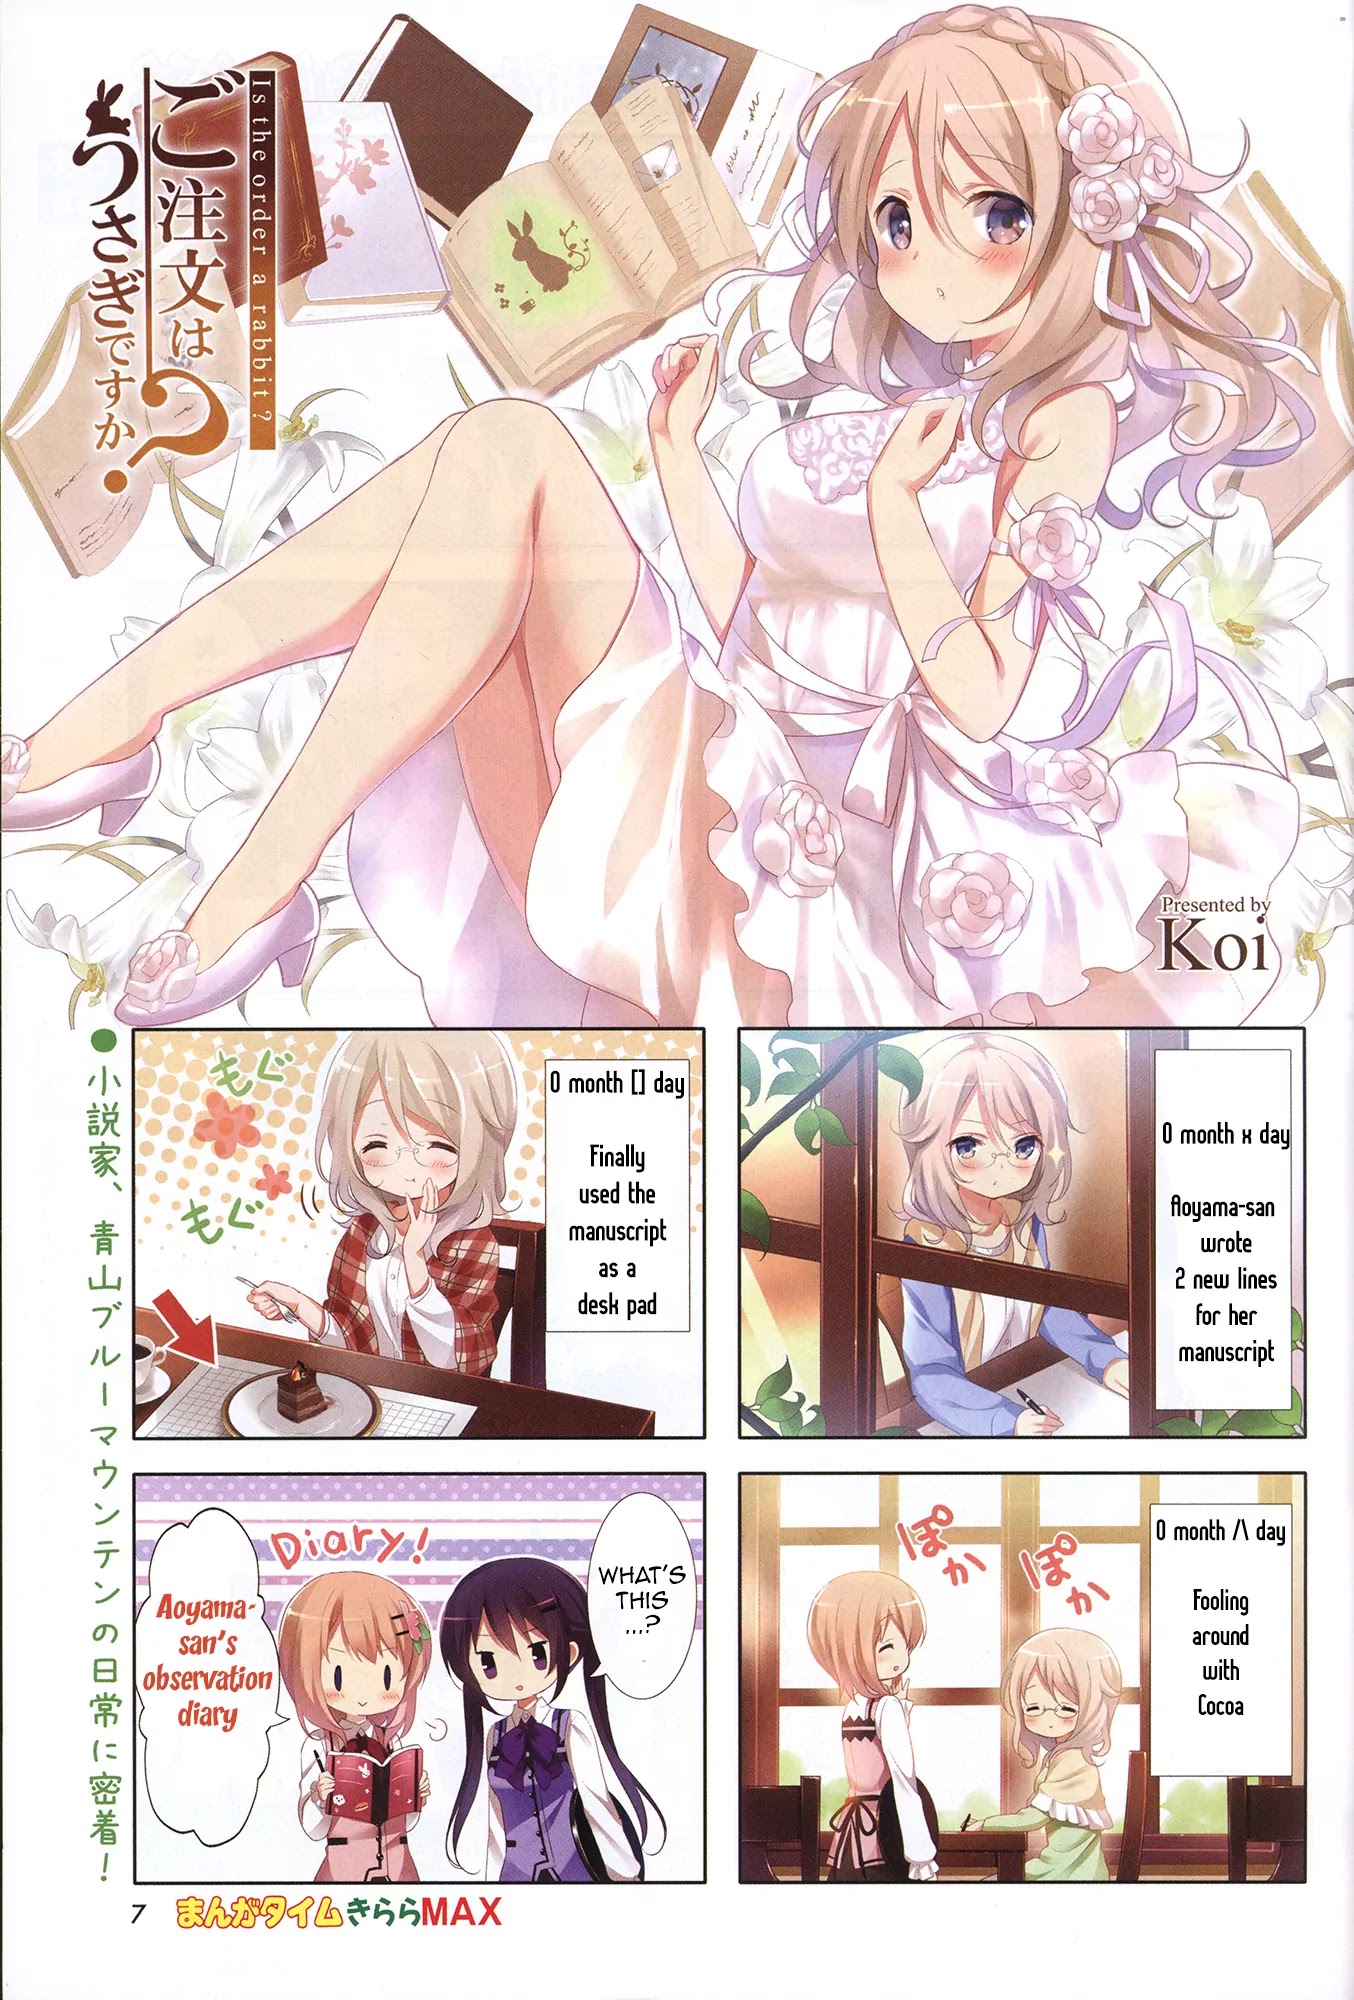 Is the order a rabbit?
ご注文は
うさぎですか?
Presented by
Koi
●小説家、青山ブルーマウンテンの日常に密着!
0 month x day
Aoyama-san
wrote
2 new lines
for her
manuscript
0 month /\ day
Fooling
around
with
Cocoa
ぽか
ぽか
0 month [] day
Finally
used the
manuscript
as a
desk pad
もぐ
もぐ
WHAT'S
THIS
...?
Diary!
Aoyama-
san's
observation
diary
7
まんがタイムきららMAX